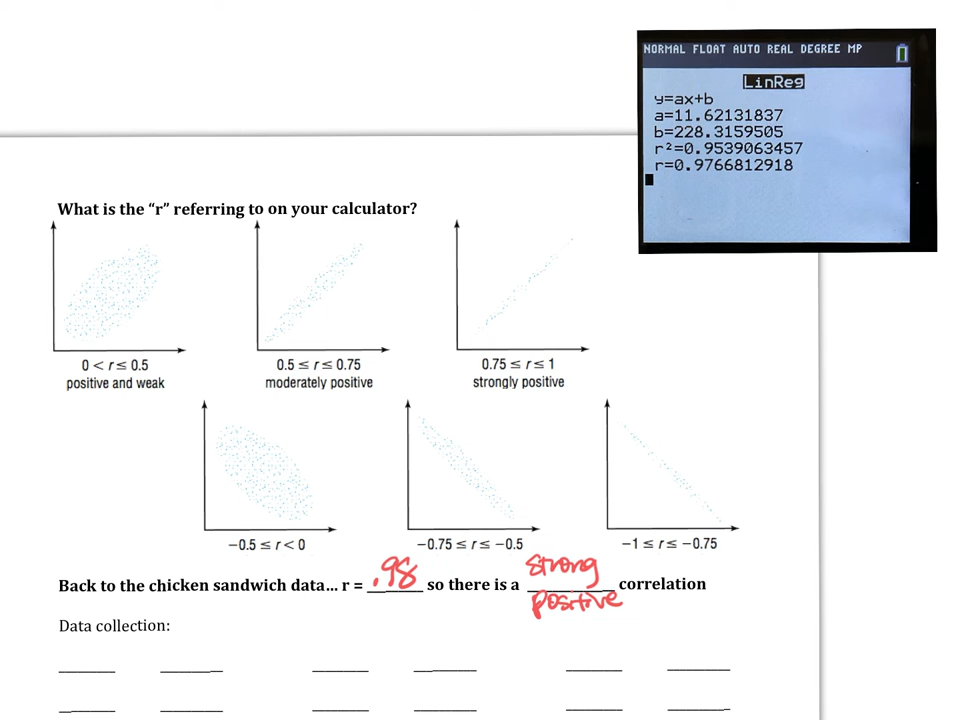 NORMAL FLOAT AUTO REAL DEGREE MP
LinReg
y=ax+b
a=11.62131837
b=228.3159505
r²=0.9539063457
r=0.9766812918
What is the “r” referring to on your calculator?
0 < r ≤ 0.5
positive and weak
0.5 ≤ r ≤ 0.75
moderately positive
0.75 ≤ r ≤ 1
strongly positive
−0.5 ≤ r < 0
−0.75 ≤ r ≤ −0.5
−1 ≤ r ≤ −0.75
Back to the chicken sandwich data… r = .98 so there is a strong positive correlation
Data collection: